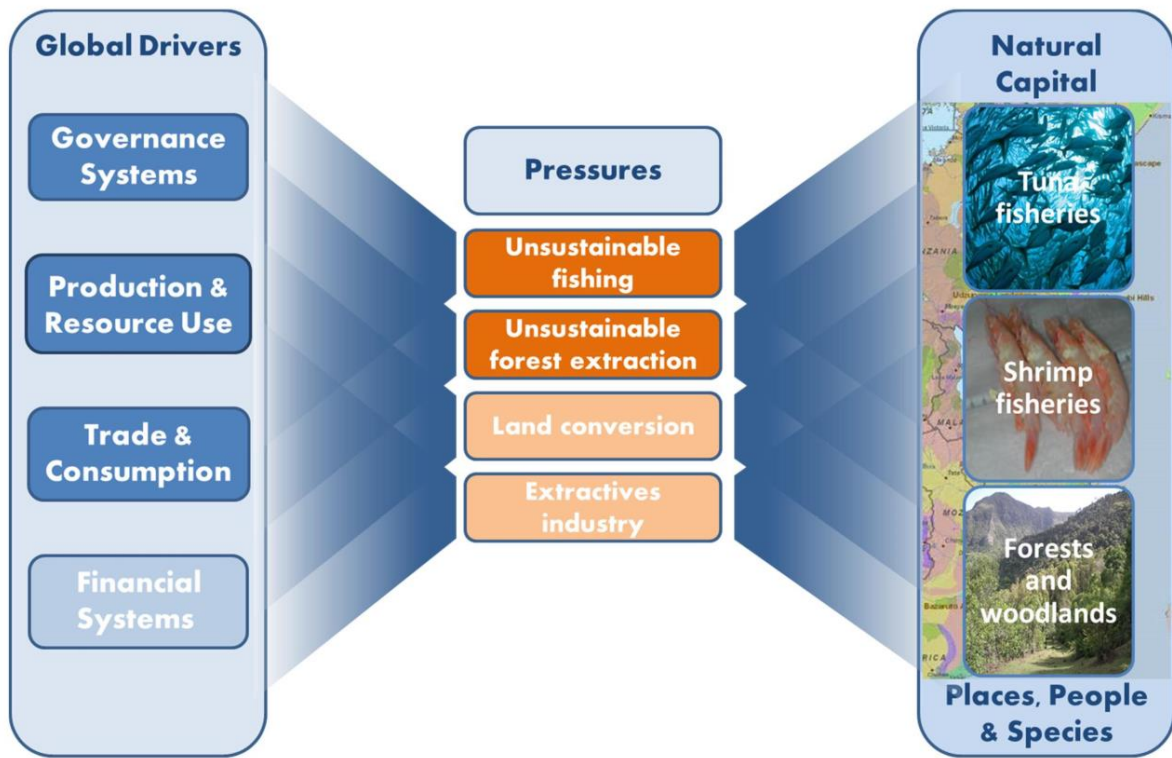 Global Drivers
Governance
Systems
Production &
Resource Use
Trade &
Consumption
Financial
Systems
Pressures
Unsustainable
fishing
Unsustainable
forest extraction
Land conversion
Extractives
industry
Natural
Capital
Tuna
fisheries
Shrimp
fisheries
Forests
and
woodlands
Places, People
& Species